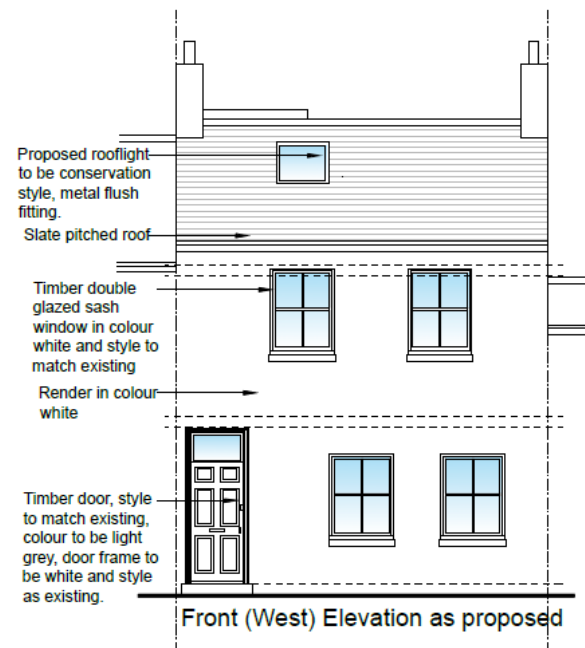 Proposed rooflight
to be conservation
style, metal flush
fitting.
Slate pitched roof
Timber double
glazed sash
window in colour
white and style to
match existing
Render in colour
white
Timber door, style
to match existing,
colour to be light
grey, door frame to
be white and style
as existing.
Front (West) Elevation as proposed